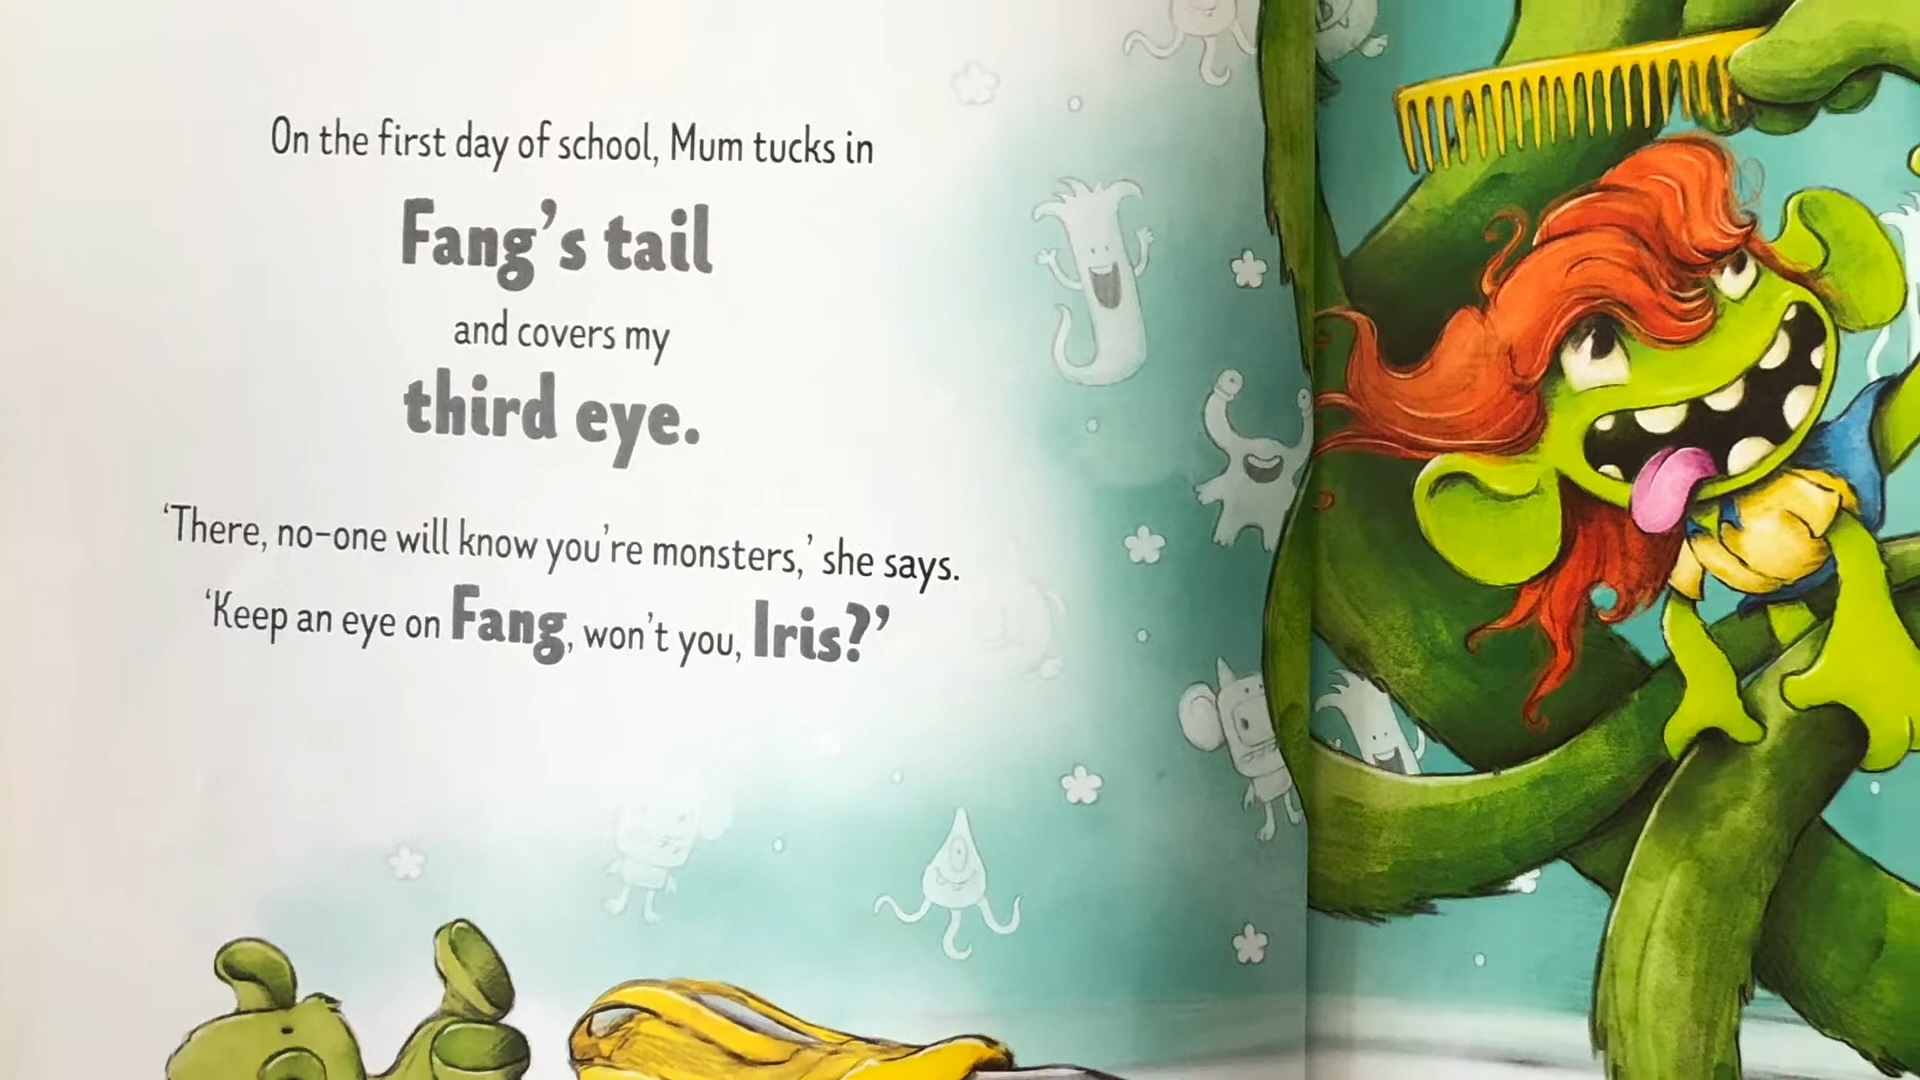 On the first day of school, Mum tucks in
Fang’s tail
and covers my
third eye.
‘There, no-one will know you’re monsters,’ she says.
‘Keep an eye on Fang, won’t you, Iris?’